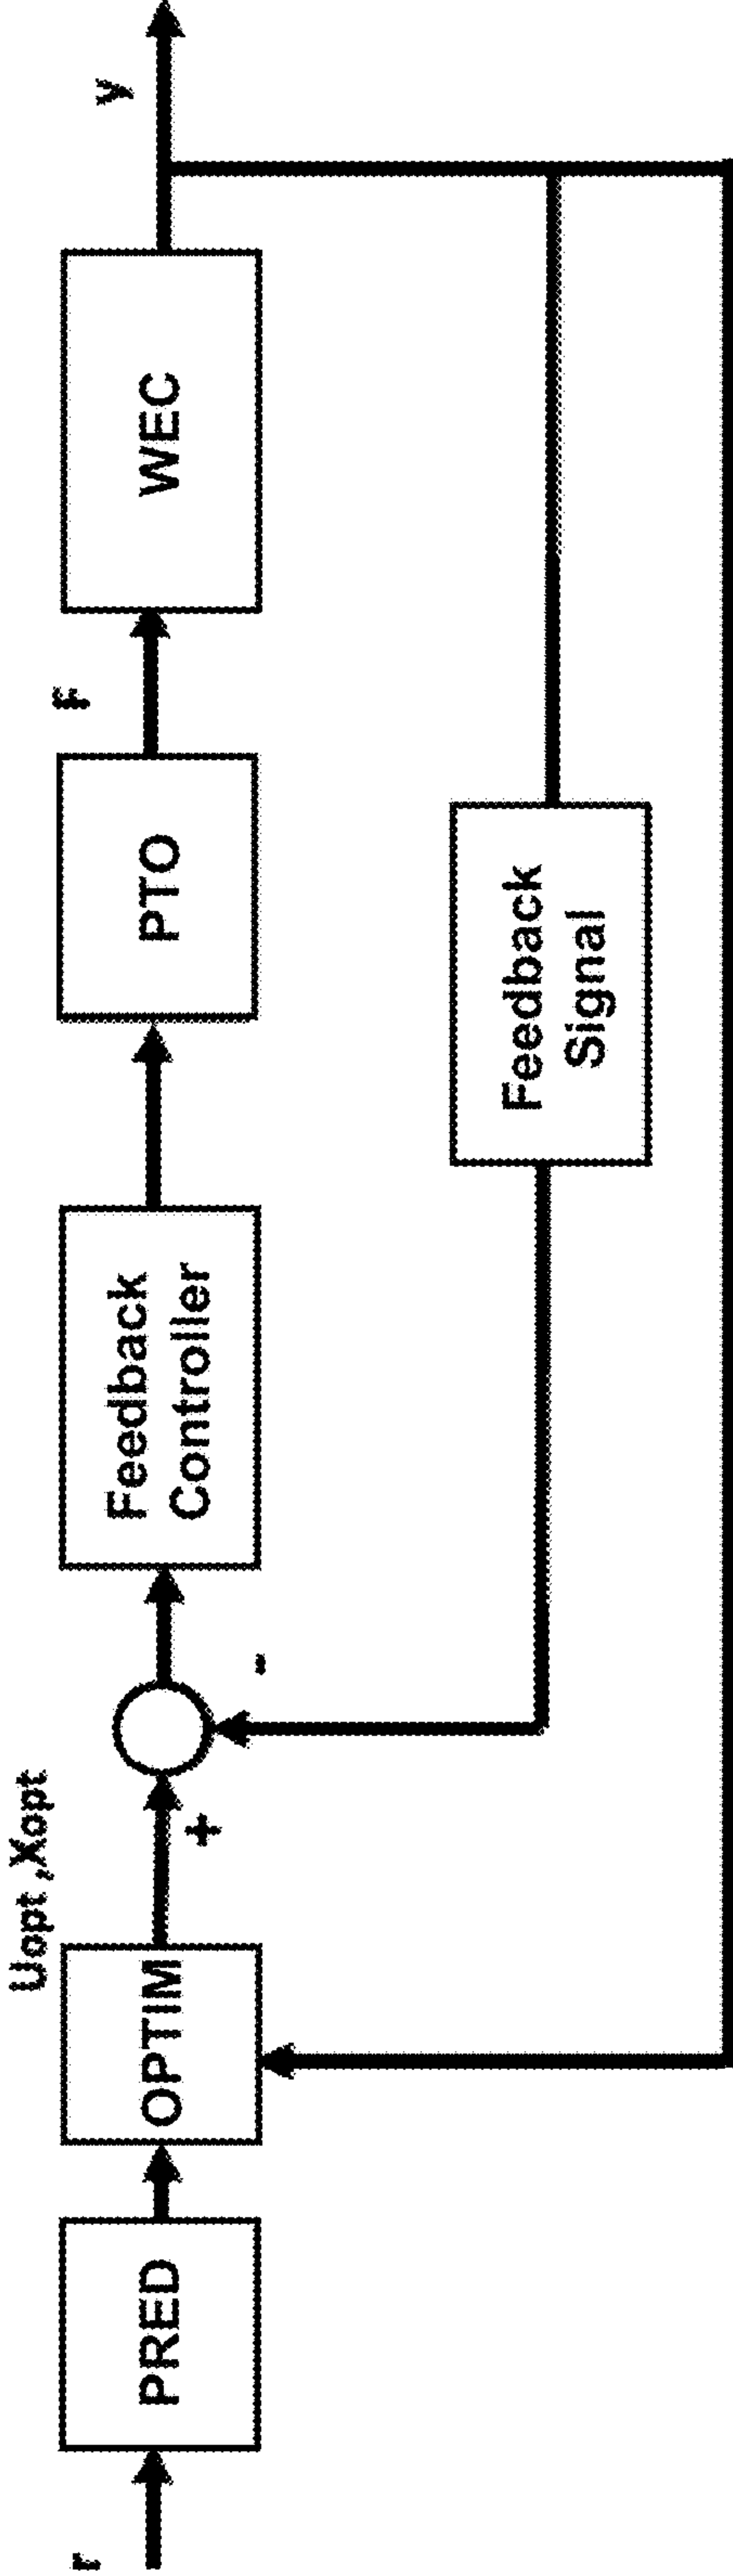 r
PRED
OPTIM
Uopt ,Xopt
+
-
Feedback
Controller
PTO
F
WEC
y
Feedback
Signal